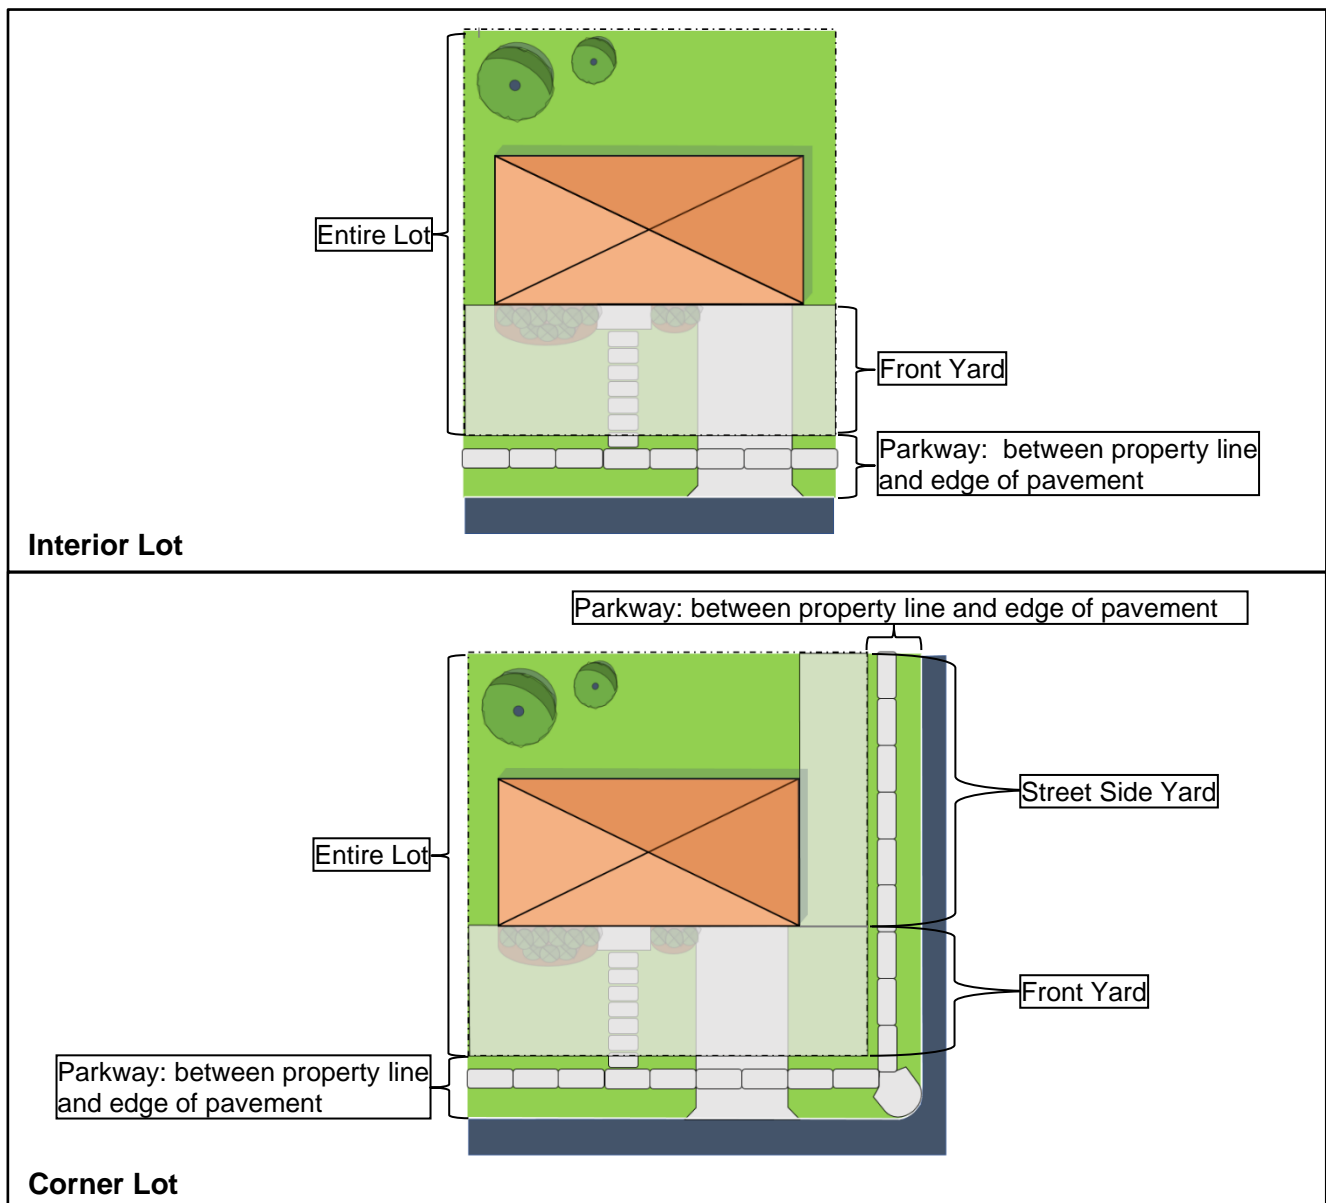 Entire Lot
Front Yard
Parkway:  between property line
and edge of pavement
Interior Lot
Parkway: between property line and edge of pavement
Street Side Yard
Entire Lot
Front Yard
Parkway: between property line
and edge of pavement
Corner Lot